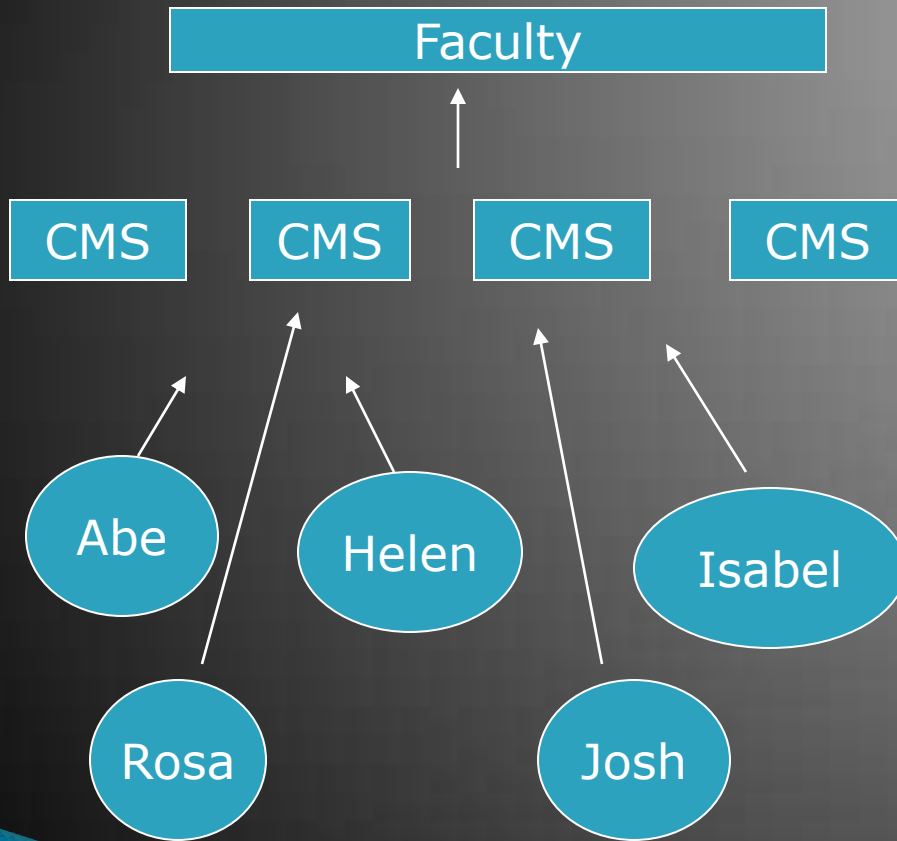 Faculty
CMS
CMS
CMS
CMS
Abe
Helen
Isabel
Rosa
Josh